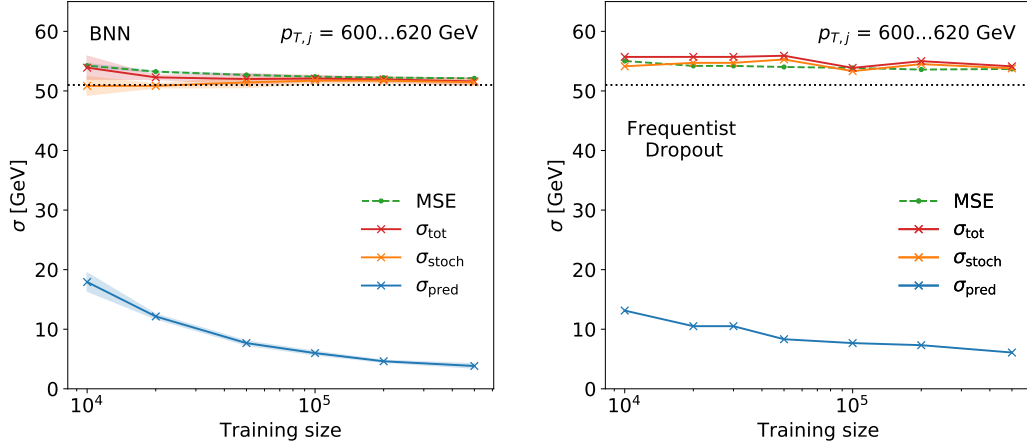 BNN
p_{T,j} = 600...620 GeV
MSE
σ_tot
σ_stoch
σ_pred
σ [GeV]
60
50
40
30
20
10
0
10^4
10^5
Training size
p_{T,j} = 600...620 GeV
Frequentist
Dropout
MSE
σ_tot
σ_stoch
σ_pred
σ [GeV]
60
50
40
30
20
10
0
10^4
10^5
Training size